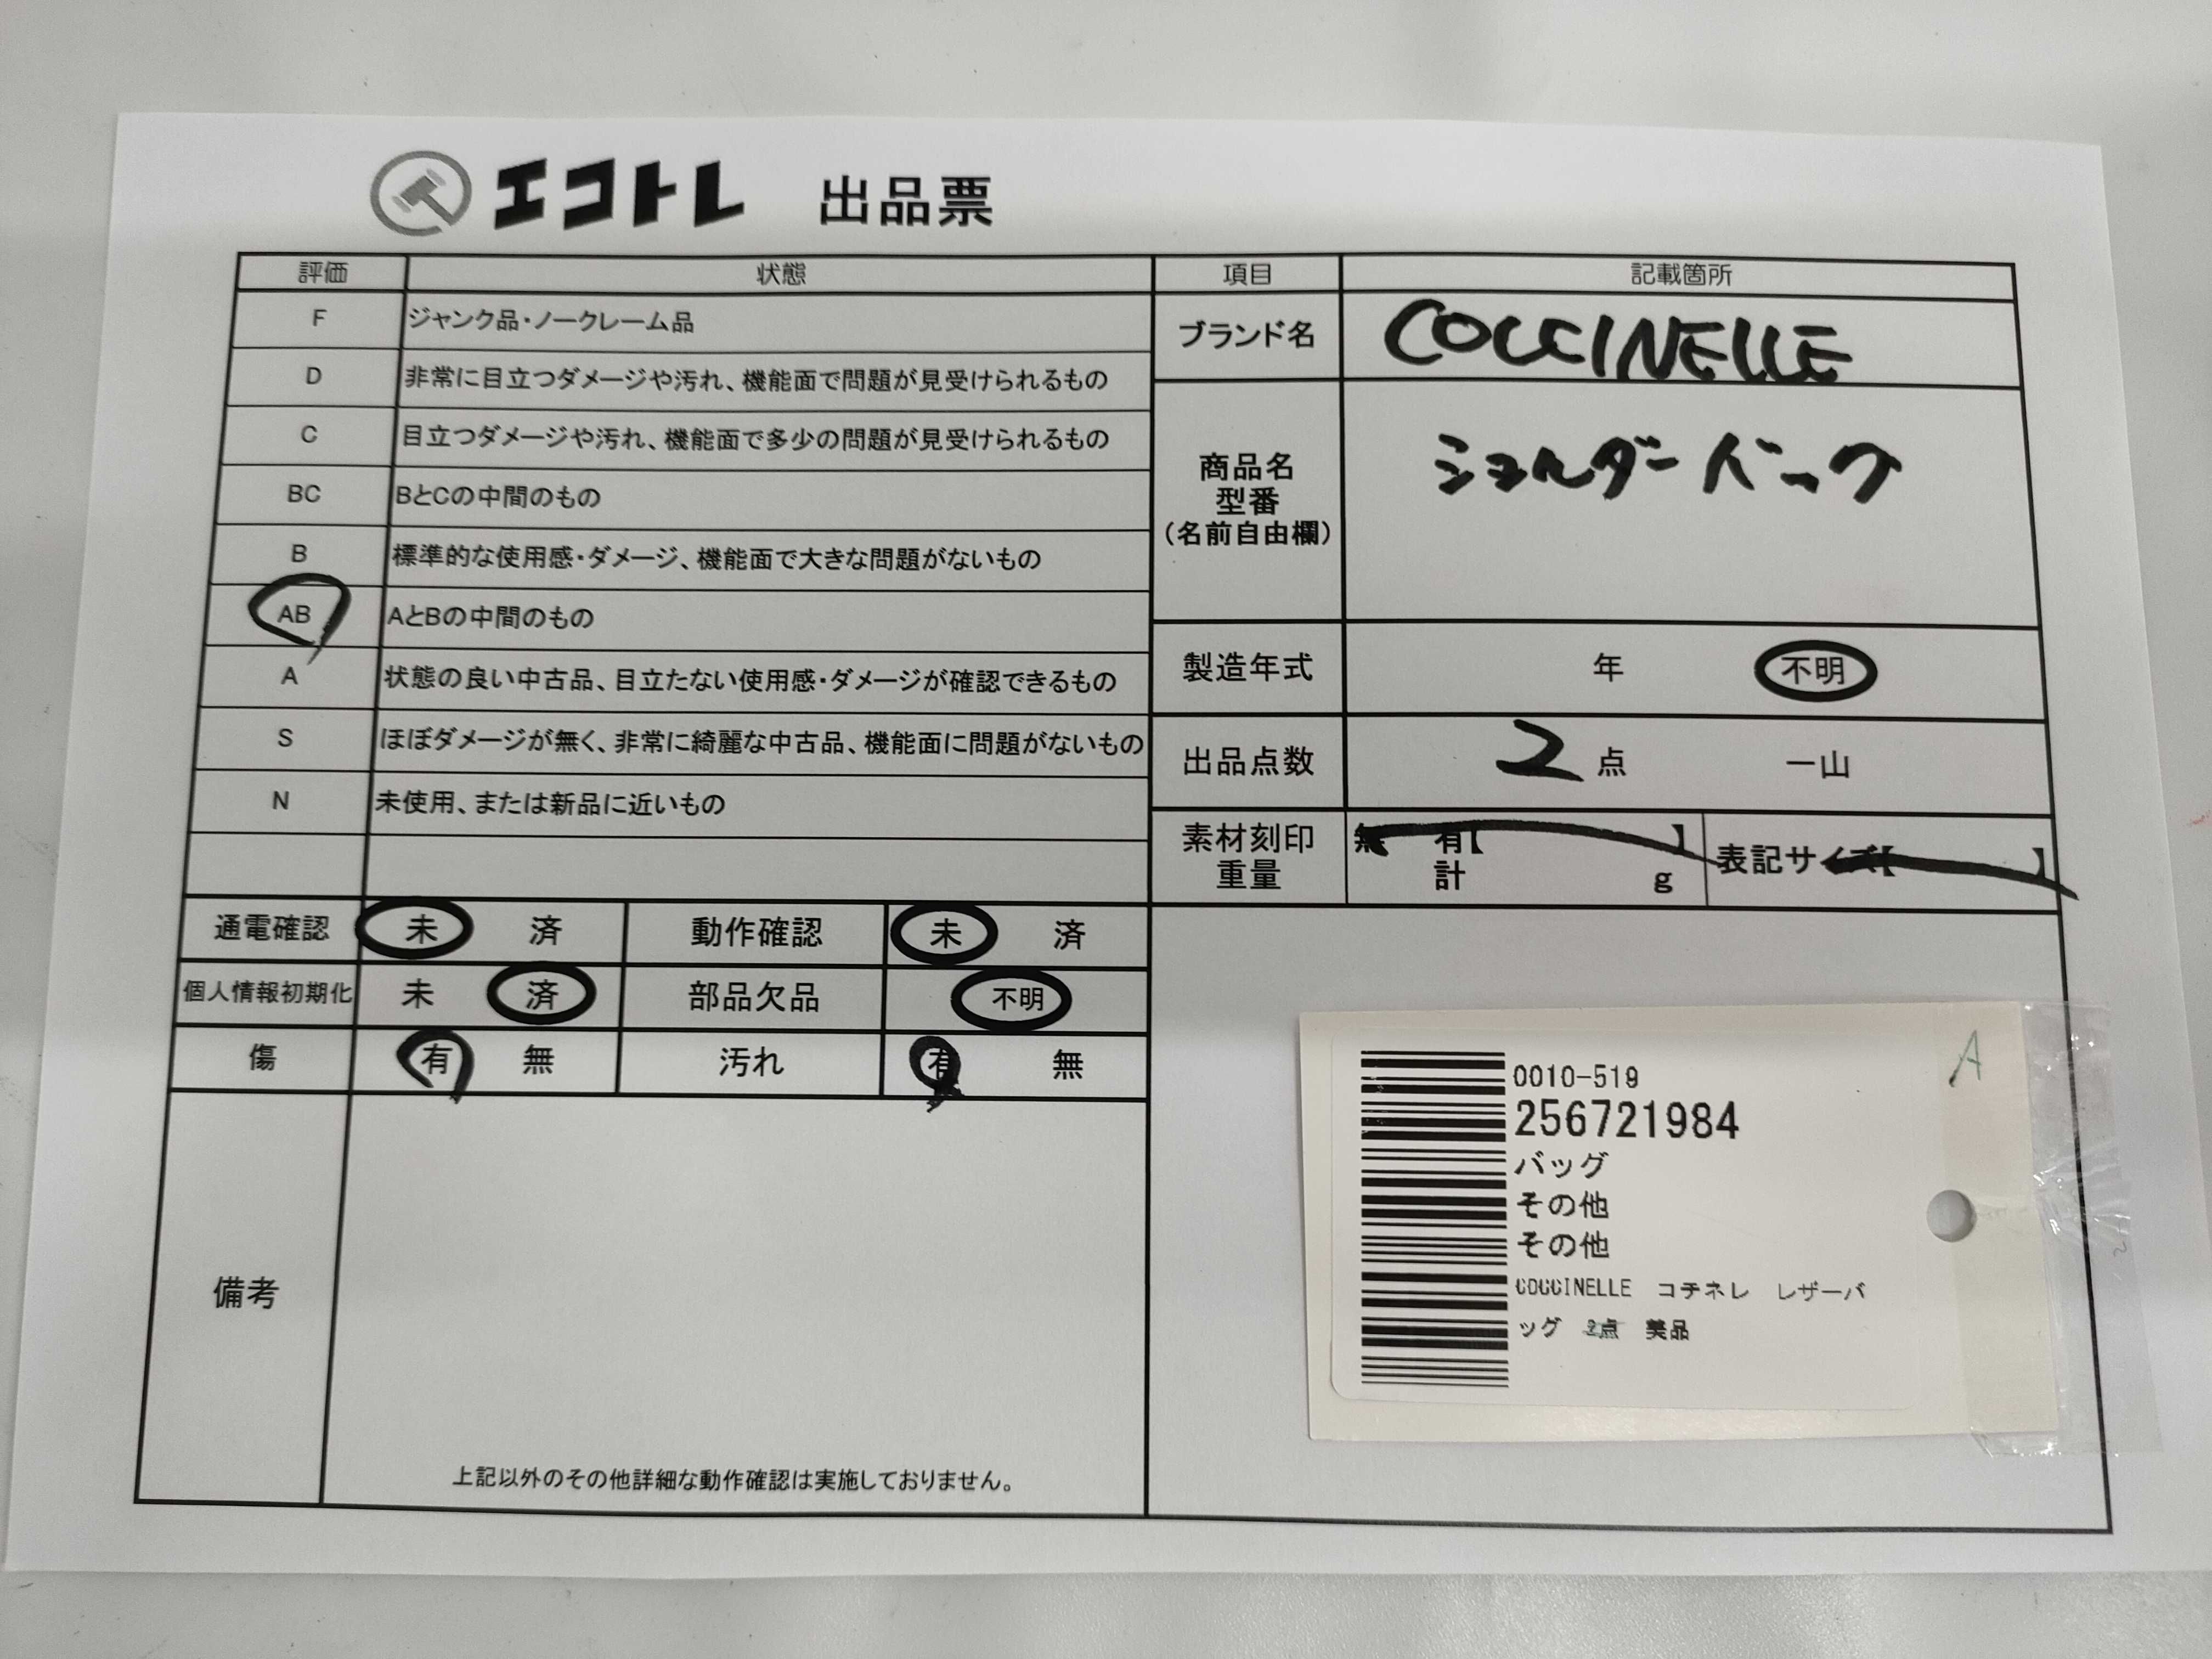 エコトレ 出品票
評価 状態 項目 記載箇所
F ジャンク品・ノークレーム品
D 非常に目立つダメージや汚れ、機能面で問題が見受けられるもの
C 目立つダメージや汚れ、機能面で多少の問題が見受けられるもの
BC BとCの中間のもの
B 標準的な使用感・ダメージ、機能面で大きな問題がないもの
AB AとBの中間のもの
A 状態の良い中古品、目立たない使用感・ダメージが確認できるもの
S ほぼダメージが無く、非常に綺麗な中古品、機能面に問題がないもの
N 未使用、または新品に近いもの
ブランド名 COCCINELLE
商品名
型番
(名前自由欄)
ショルダーバッグ
製造年式 年 不明
出品点数 2 点 一山
素材刻印
重量
無 有【 】
計 g
表記サイズ【 】
通電確認 未 済 動作確認 未 済
個人情報初期化 未 済 部品欠品 不明
傷 有 無 汚れ 有 無
備考
上記以外のその他詳細な動作確認は実施しておりません。
A
0010-519
256721984
バッグ
その他
その他
COCCINELLE コチネレ レザーバ
ッグ 2点 美品